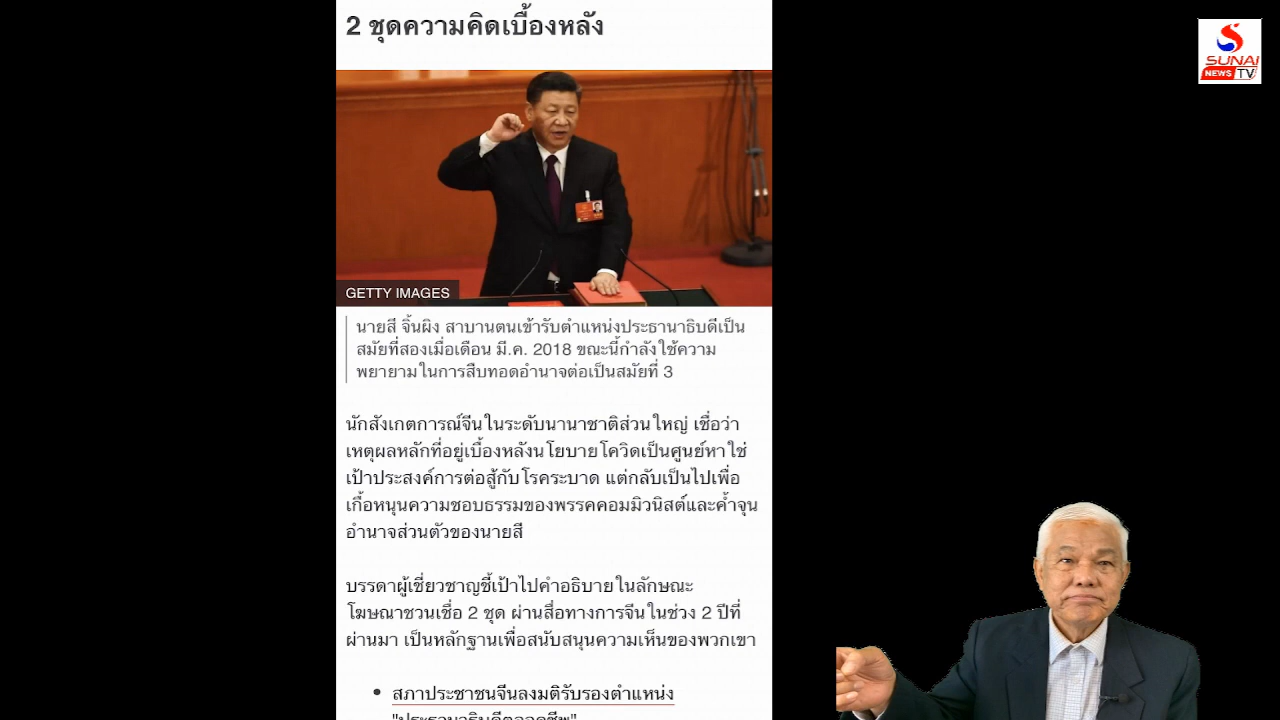 2 ชุดความคิดเบื้องหลัง
SUNAI
NEWS TV
GETTY IMAGES
นายสี จิ้นผิง สาบานตนเข้ารับตำแหน่งประธานาธิบดีเป็น
สมัยที่สองเมื่อเดือน มี.ค. 2018 ขณะนี้กำลังใช้ความ
พยายามในการสืบทอดอำนาจต่อเป็นสมัยที่ 3
นักสังเกตการณ์จีนในระดับนานาชาติส่วนใหญ่ เชื่อว่า
เหตุผลหลักที่อยู่เบื้องหลังนโยบายโควิดเป็นศูนย์หาใช่
เป้าประสงค์การต่อสู้กับโรคระบาด แต่กลับเป็นไปเพื่อ
เกื้อหนุนความชอบธรรมของพรรคคอมมิวนิสต์และค้ำจุน
อำนาจส่วนตัวของนายสี
บรรดาผู้เชี่ยวชาญชี้เป้าไปคำอธิบายในลักษณะ
โฆษณาชวนเชื่อ 2 ชุด ผ่านสื่อทางการจีนในช่วง 2 ปีที่
ผ่านมา เป็นหลักฐานเพื่อสนับสนุนความเห็นของพวกเขา
• สภาประชาชนจีนลงมติรับรองตำแหน่ง
"ประธานาธิบดีตลอดชีพ"